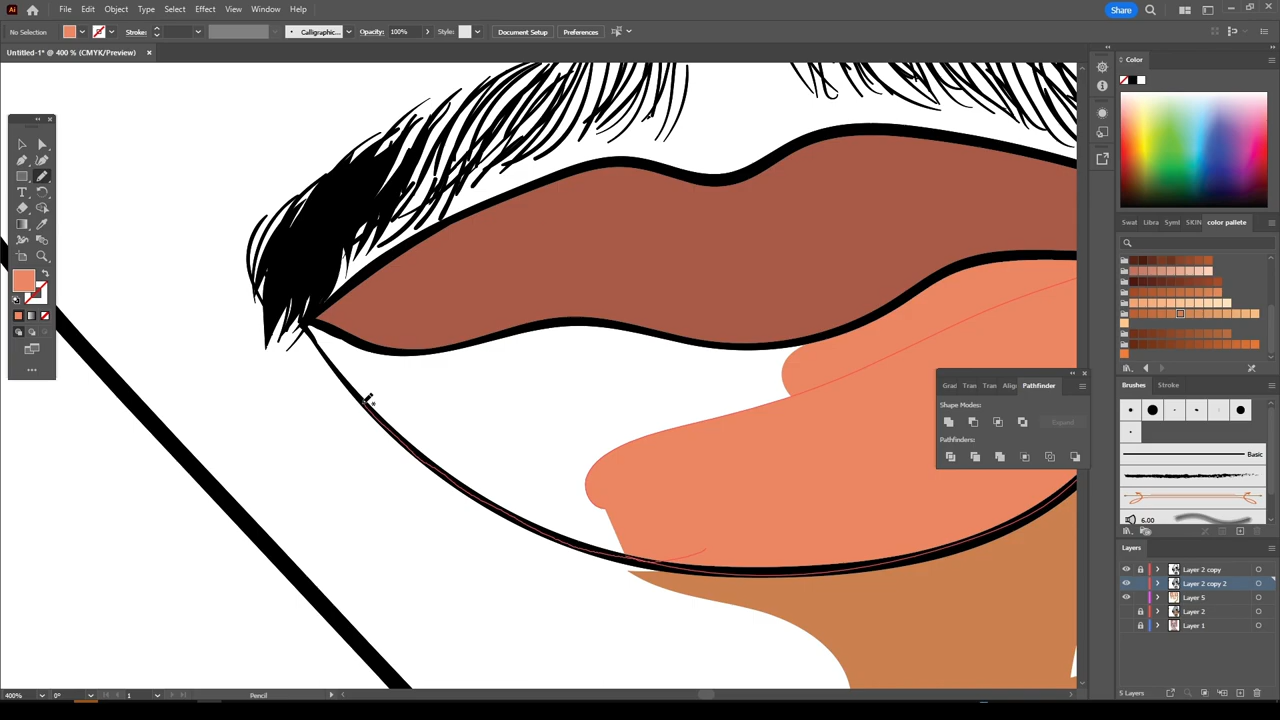 Ai File Edit Object Type Select Effect View Window Help Share
No Selection Stroke: Calligraphic... Opacity: 100% Style: Document Setup Preferences
Untitled-1* @ 400 % (CMYK/Preview) ×
Color
Swat Libra Syml SKIN color pallete
Grad Tran Tran Alig Pathfinder
Shape Modes:
Expand
Pathfinders:
Brushes Stroke
Basic
6.00
Layers
Layer 2 copy
Layer 2 copy 2
Layer 5
Layer 2
Layer 1
5 Layers
400% 0° 1 Pencil